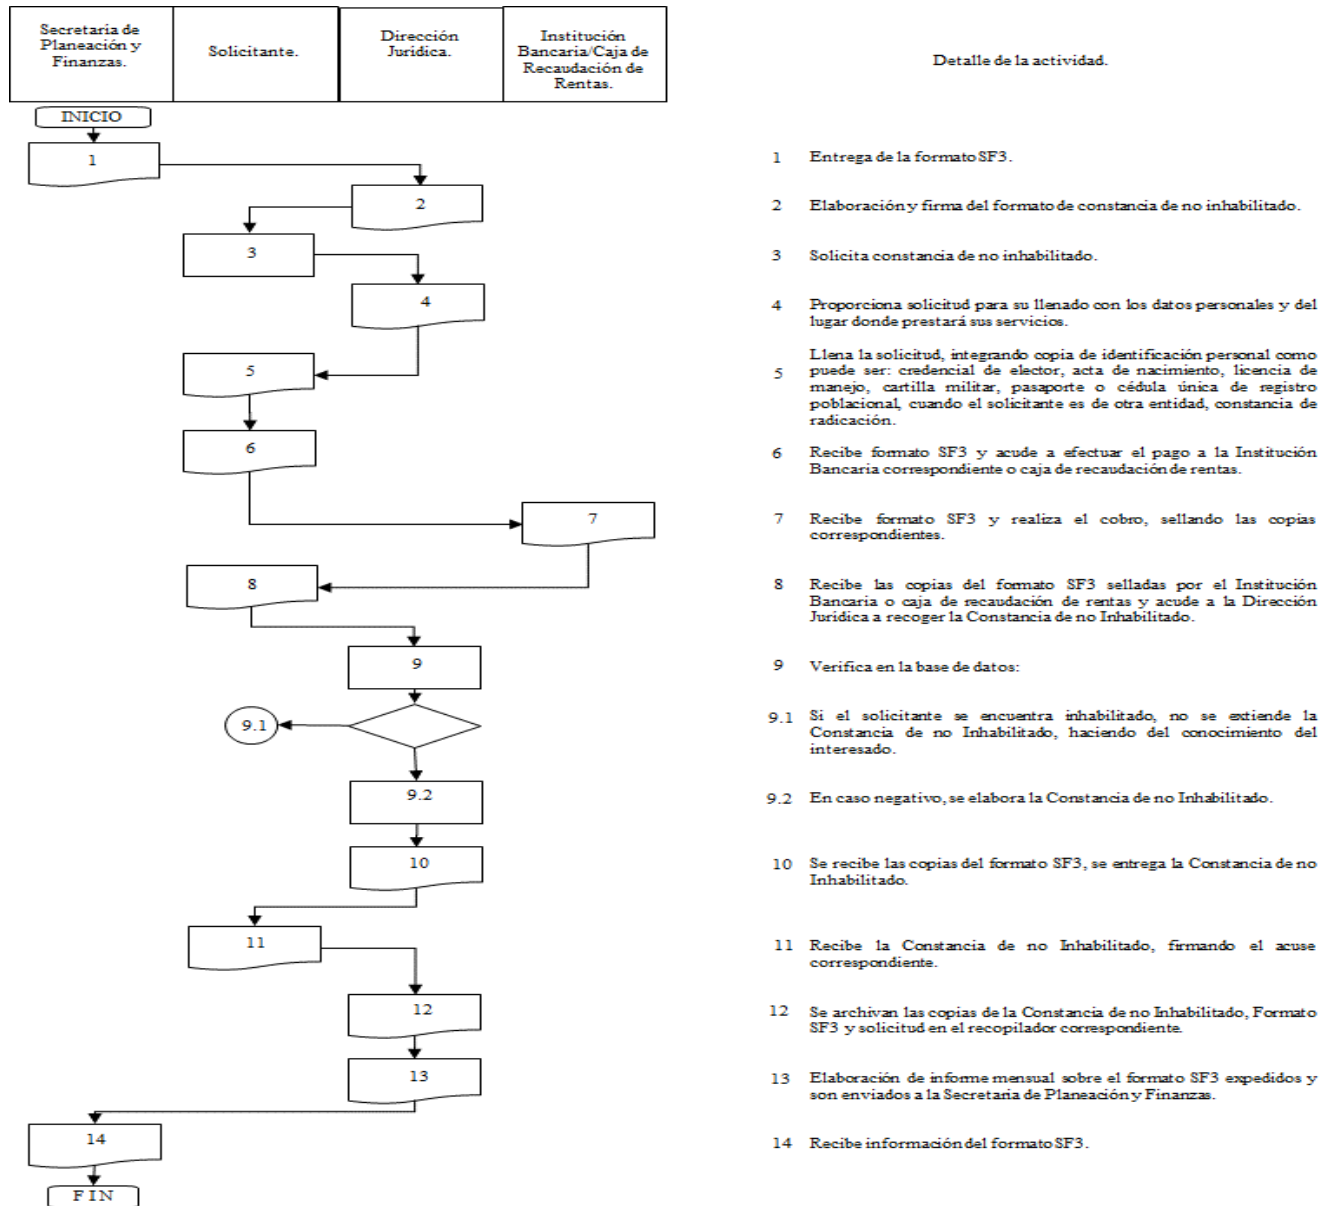 Secretaria de
Planeación y
Finanzas.
Solicitante.
Dirección
Juridica.
Institución
Bancaria/Caja de
Recaudación de
Rentas.
Detalle de la actividad.
INICIO
1
2
3
4
5
6
7
8
9
9.1
9.2
10
11
12
13
14
F I N
1 Entrega de la formato SF3.
2 Elaboración y firma del formato de constancia de no inhabilitado.
3 Solicita constancia de no inhabilitado.
4 Proporciona solicitud para su llenado con los datos personales y del
lugar donde prestará sus servicios.
5 Llena la solicitud, integrando copia de identificación personal como
puede ser: credencial de elector, acta de nacimiento, licencia de
manejo, cartilla militar, pasaporte o cédula única de registro
poblacional, cuando el solicitante es de otra entidad, constancia de
radicación.
6 Recibe formato SF3 y acude a efectuar el pago a la Institución
Bancaria correspondiente o caja de recaudación de rentas.
7 Recibe formato SF3 y realiza el cobro, sellando las copias
correspondientes.
8 Recibe las copias del formato SF3 selladas por el Institución
Bancaria o caja de recaudación de rentas y acude a la Dirección
Juridica a recoger la Constancia de no Inhabilitado.
9 Verifica en la base de datos:
9.1 Si el solicitante se encuentra inhabilitado, no se extiende la
Constancia de no Inhabilitado, haciendo del conocimiento del
interesado.
9.2 En caso negativo, se elabora la Constancia de no Inhabilitado.
10 Se recibe las copias del formato SF3, se entrega la Constancia de no
Inhabilitado.
11 Recibe la Constancia de no Inhabilitado, firmando el acuse
correspondiente.
12 Se archivan las copias de la Constancia de no Inhabilitado, Formato
SF3 y solicitud en el recopilador correspondiente.
13 Elaboración de informe mensual sobre el formato SF3 expedidos y
son enviados a la Secretaria de Planeación y Finanzas.
14 Recibe información del formato SF3.